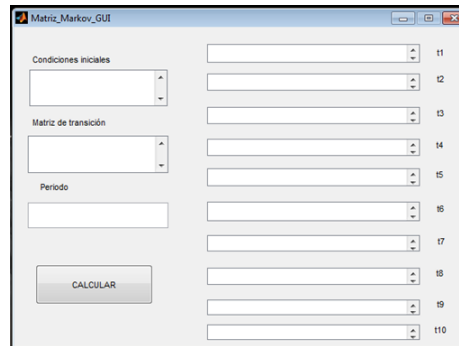 Matriz_Markov_GUI
Condiciones iniciales
Matriz de transición
Periodo
CALCULAR
t1
t2
t3
t4
t5
t6
t7
t8
t9
t10